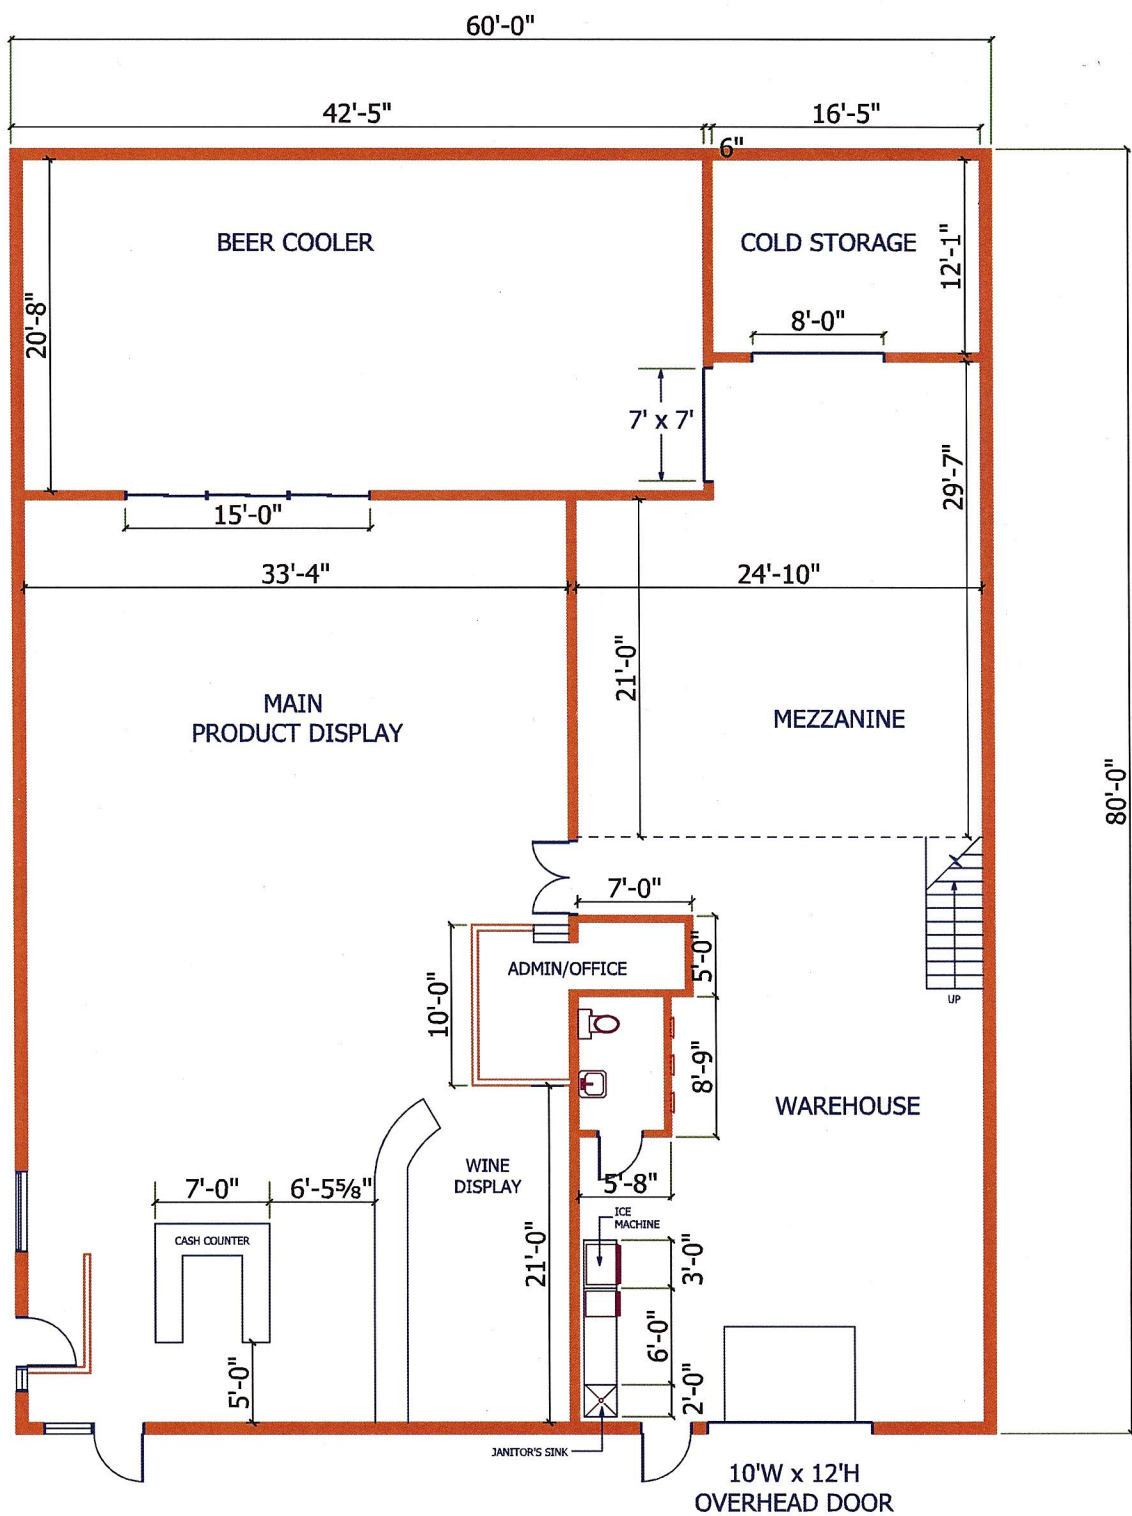 60'-0"
42'-5"
16'-5"
6"
BEER COOLER
COLD STORAGE
12'-1"
20'-8"
8'-0"
7' x 7'
29'-7"
15'-0"
33'-4"
24'-10"
21'-0"
MAIN
PRODUCT DISPLAY
MEZZANINE
80'-0"
7'-0"
ADMIN/OFFICE
5'-0"
10'-0"
UP
8'-9"
WAREHOUSE
WINE
DISPLAY
7'-0"
6'-5⅝"
5'-8"
CASH COUNTER
ICE
MACHINE
21'-0"
3'-0"
6'-0"
5'-0"
2'-0"
JANITOR'S SINK
10'W x 12'H
OVERHEAD DOOR